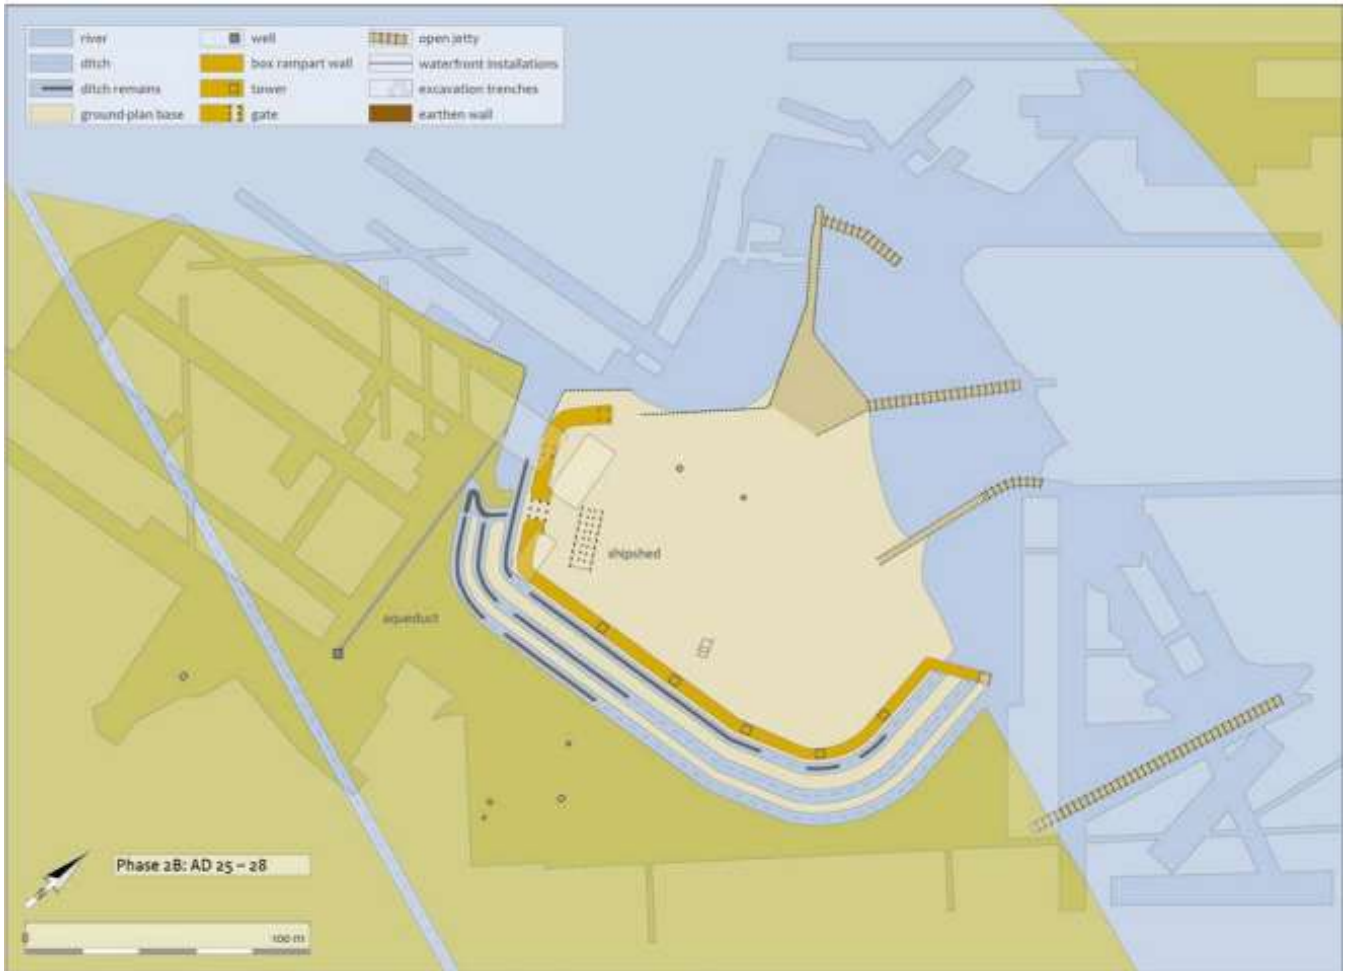 river
ditch
ditch remains
ground-plan base
well
box rampart wall
tower
gate
open jetty
waterfront installations
excavation trenches
earthen wall
shipshed
aqueduct
Phase 2B: AD 25 – 28
0
100 m